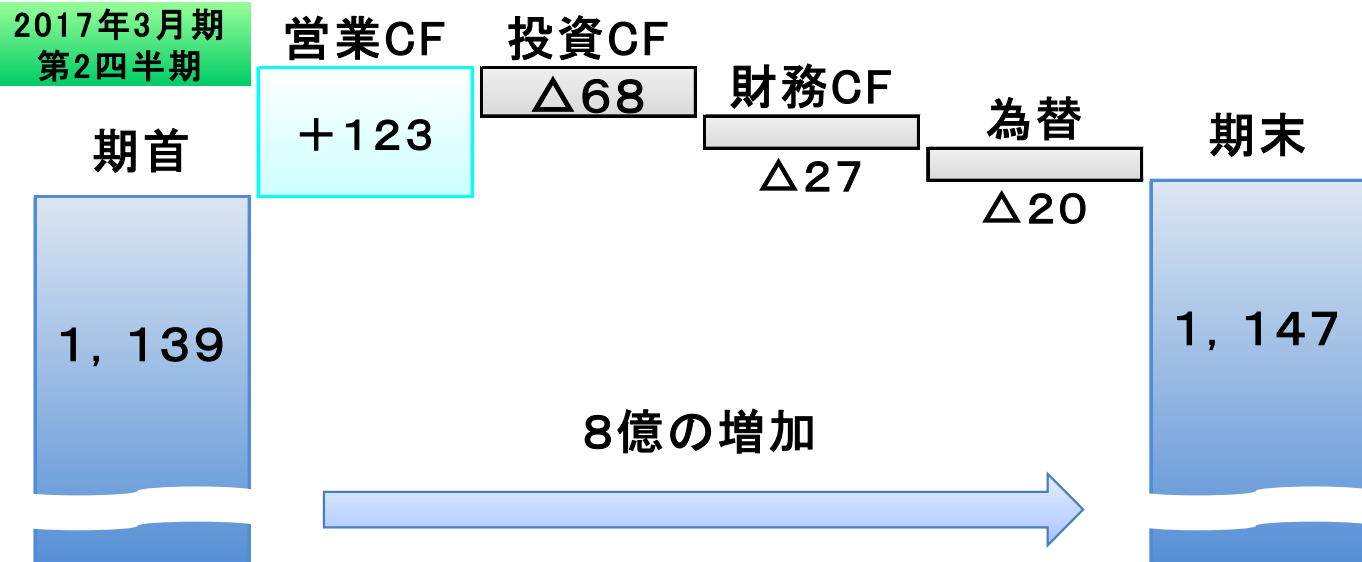 2017年3月期
第2四半期
期首
1,139
営業CF
＋123
投資CF
△68
財務CF
△27
為替
△20
期末
1,147
8億の増加